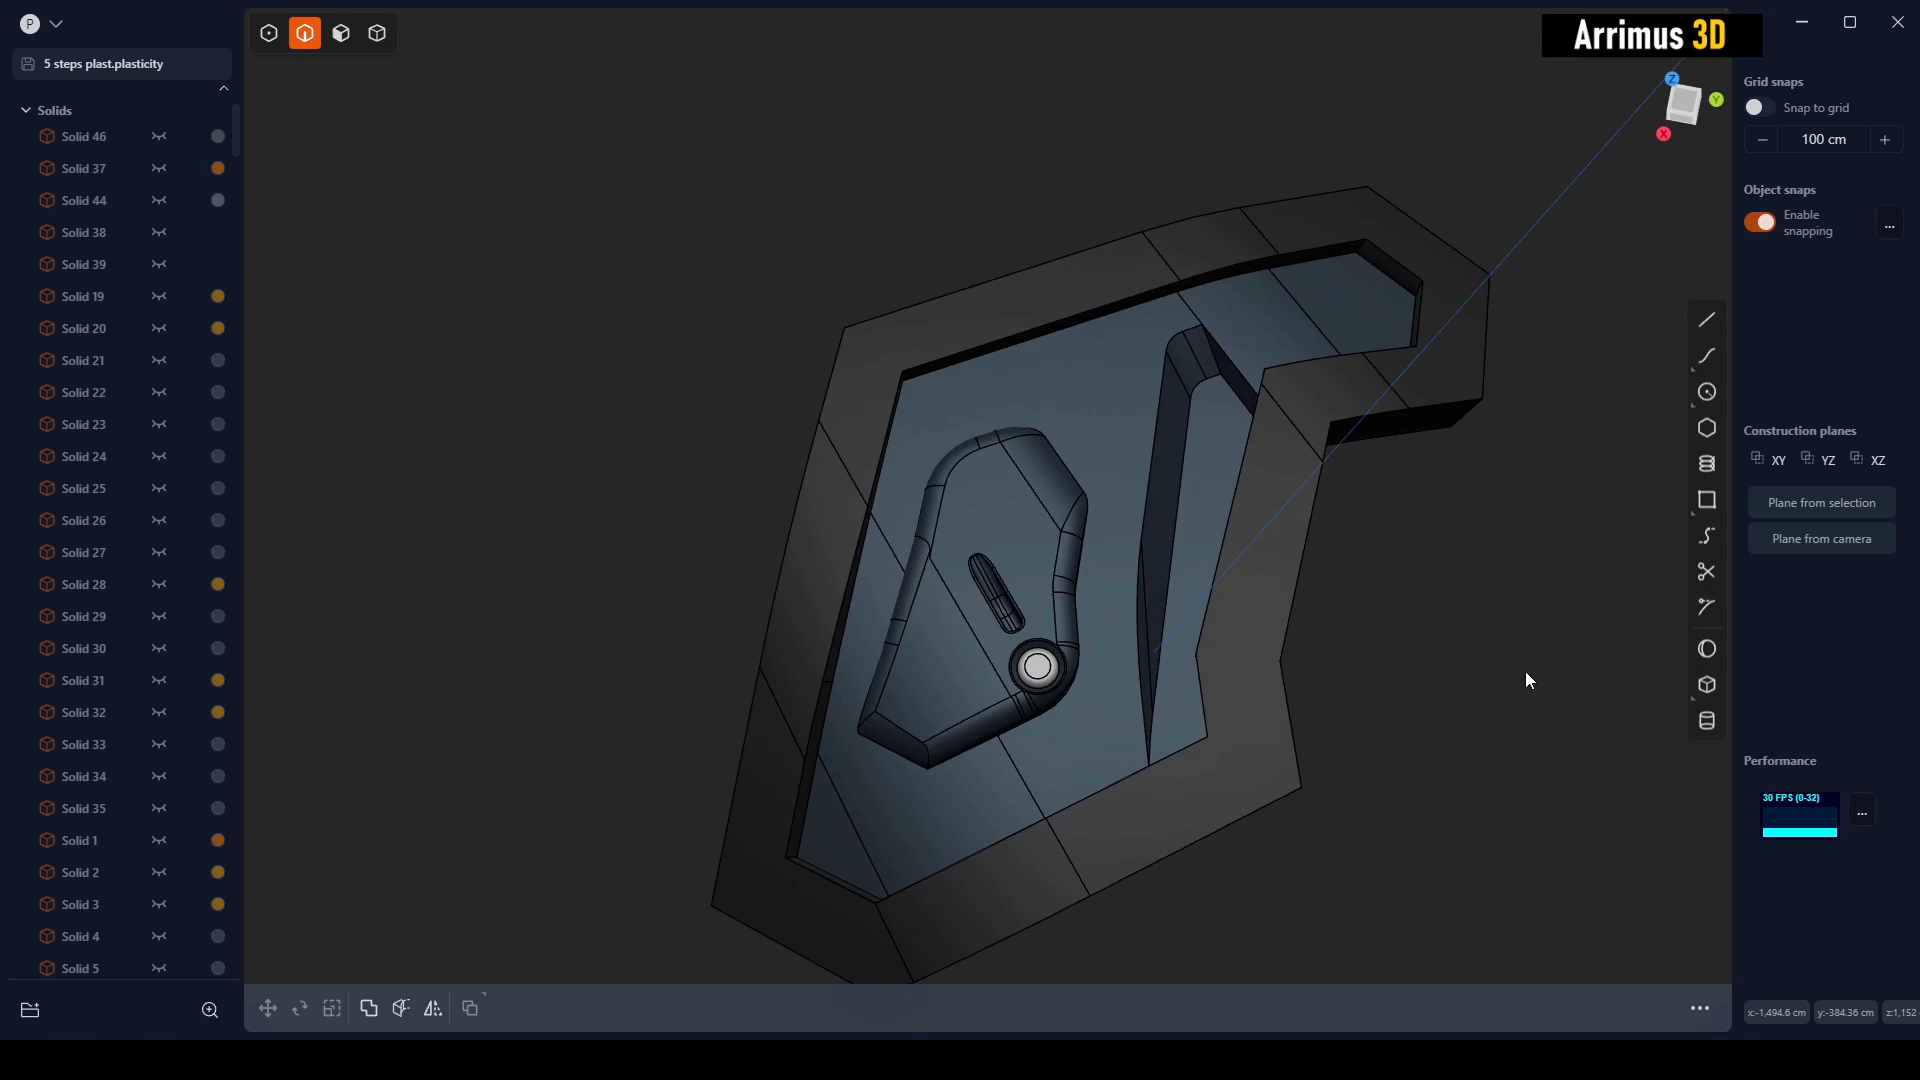 P
5 steps plast.plasticity
Solids
Solid 46
Solid 37
Solid 44
Solid 38
Solid 39
Solid 19
Solid 20
Solid 21
Solid 22
Solid 23
Solid 24
Solid 25
Solid 26
Solid 27
Solid 28
Solid 29
Solid 30
Solid 31
Solid 32
Solid 33
Solid 34
Solid 35
Solid 1
Solid 2
Solid 3
Solid 4
Solid 5
Arrimus 3D
Z
Y
X
Grid snaps
Snap to grid
100 cm
Object snaps
Enable
snapping
...
Construction planes
XY YZ XZ
Plane from selection
Plane from camera
Performance
30 FPS (0-32)
...
x:-1,494.6 cm y:-384.36 cm z:1,152